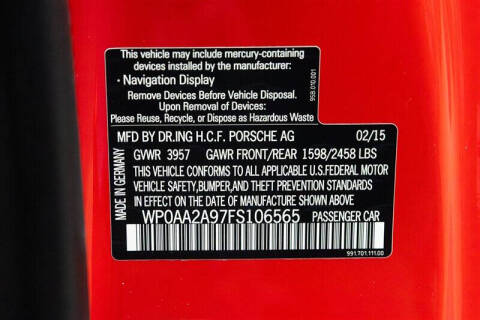 This vehicle may include mercury-containing
devices installed by the manufacturer:
· Navigation Display
Remove Devices Before Vehicle Disposal.
Upon Removal of Devices:
Please Reuse, Recycle, or Dispose as Hazardous Waste
95B.010.001
MFD BY DR.ING H.C.F. PORSCHE AG 02/15
GVWR 3957 GAWR FRONT/REAR 1598/2458 LBS
THIS VEHICLE CONFORMS TO ALL APPLICABLE U.S.FEDERAL MOTOR
VEHICLE SAFETY,BUMPER,AND THEFT PREVENTION STANDARDS
IN EFFECT ON THE DATE OF MANUFACTURE SHOWN ABOVE
WP0AA2A97FS106565 PASSENGER CAR
MADE IN GERMANY
991.701.111.00